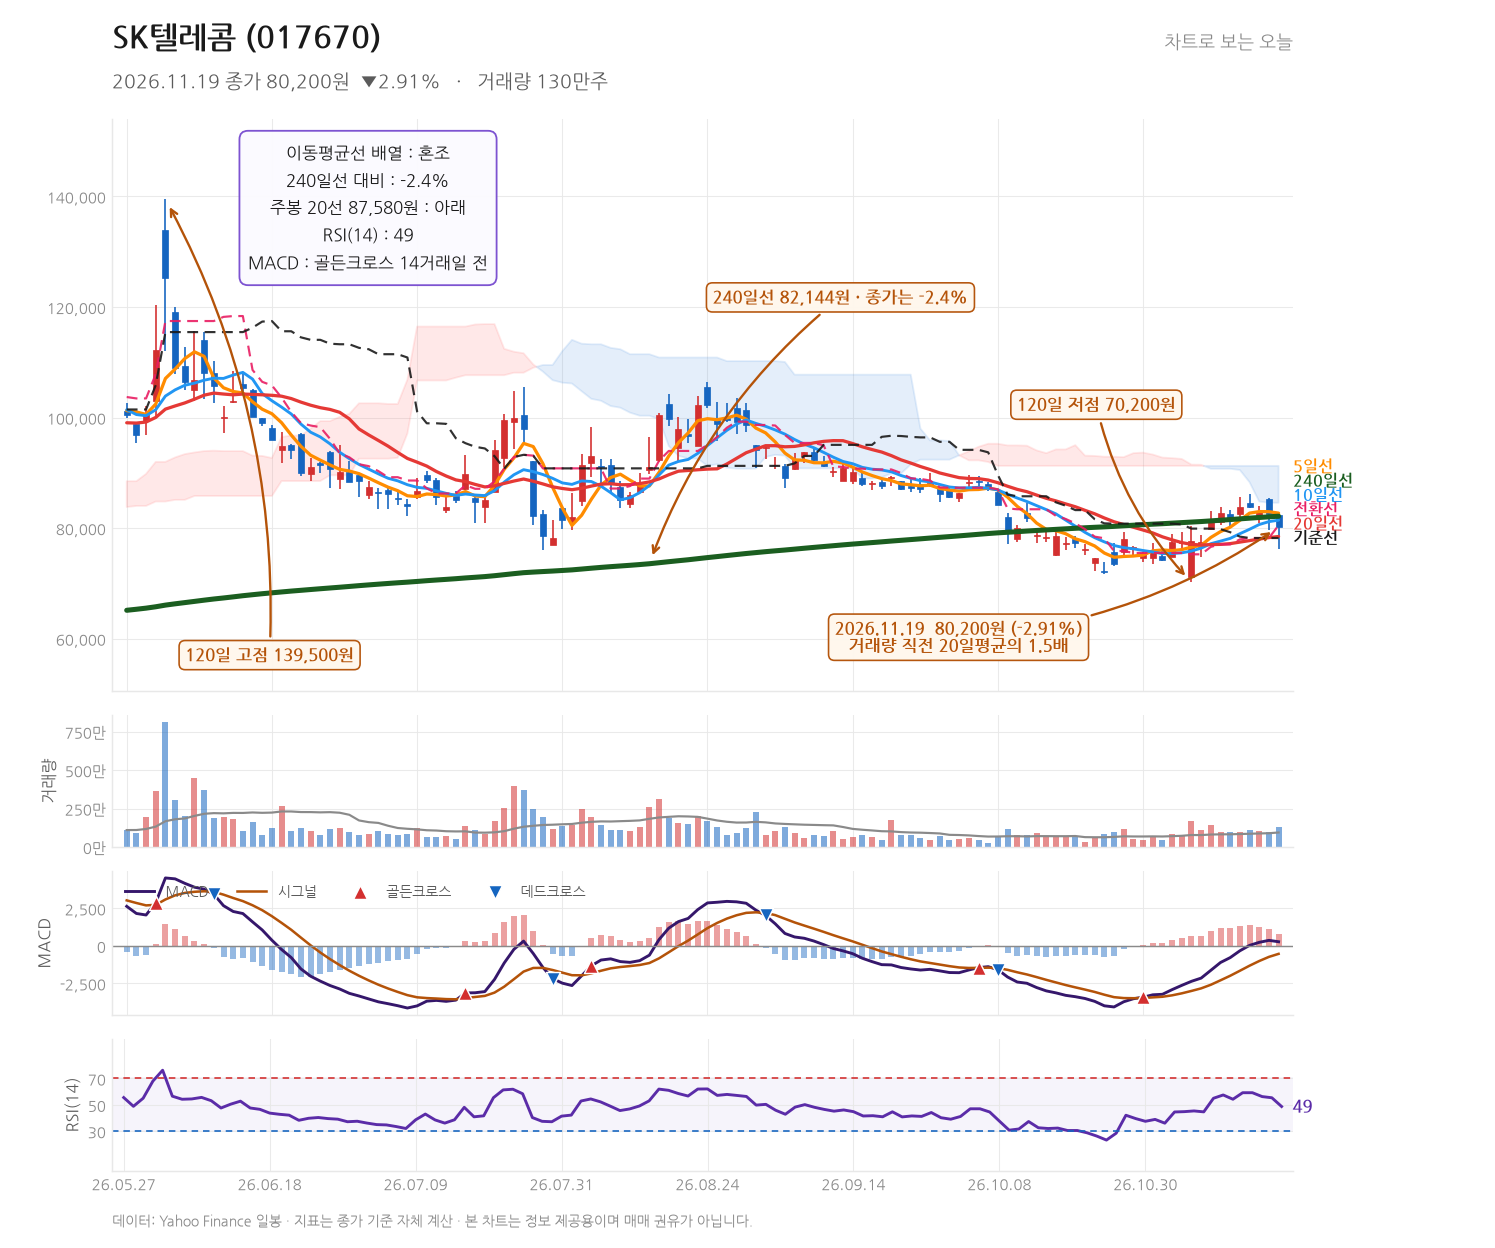 SK텔레콤 (017670)
차트로 보는 오늘
2026.11.19 종가 80,200원 ▼2.91% · 거래량 130만주
이동평균선 배열 : 혼조
240일선 대비 : -2.4%
주봉 20선 87,580원 : 아래
RSI(14) : 49
MACD : 골든크로스 14거래일 전
140,000
120,000
100,000
80,000
60,000
240일선 82,144원 · 종가는 -2.4%
120일 저점 70,200원
5일선
240일선
10일선
전환선
20일선
기준선
2026.11.19 80,200원 (-2.91%)
거래량 직전 20일평균의 1.5배
120일 고점 139,500원
거래량
750만
500만
250만
0만
MACD
MACD
시그널
골든크로스
데드크로스
2,500
0
-2,500
RSI(14)
70
50
30
49
26.05.27
26.06.18
26.07.09
26.07.31
26.08.24
26.09.14
26.10.08
26.10.30
데이터: Yahoo Finance 일봉 · 지표는 종가 기준 자체 계산 · 본 차트는 정보 제공용이며 매매 권유가 아닙니다.